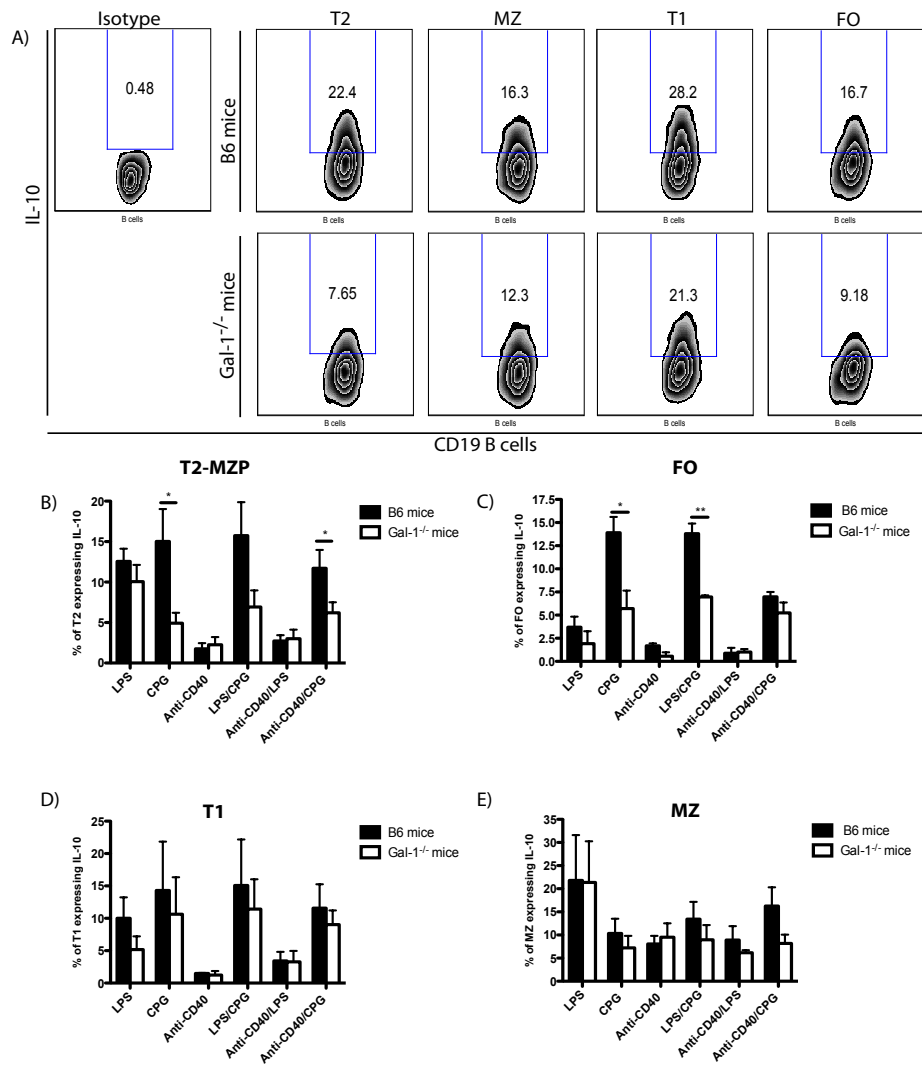 A)
Isotype
T2
MZ
T1
FO
IL-10
B6 mice
0.48
22.4
16.3
28.2
16.7
B cells
B cells
B cells
B cells
B cells
Gal-1-/- mice
7.65
12.3
21.3
9.18
B cells
B cells
B cells
B cells
CD19 B cells
B)
T2-MZP
% of T2 expressing IL-10
20
15
10
5
0
*
*
B6 mice
Gal-1-/- mice
LPS
CPG
Anti-CD40
LPS/CPG
Anti-CD40/LPS
Anti-CD40/CPG
C)
FO
% of FO expressing IL-10
17.5
15.0
12.5
10.0
7.5
5.0
2.5
0.0
*
**
B6 mice
Gal-1-/- mice
LPS
CPG
Anti-CD40
LPS/CPG
Anti-CD40/LPS
Anti-CD40/CPG
D)
T1
% of T1 expressing IL-10
25
20
15
10
5
0
B6 mice
Gal-1-/- mice
LPS
CPG
Anti-CD40
LPS/CPG
Anti-CD40/LPS
Anti-CD40/CPG
E)
MZ
% of MZ expressing IL-10
35
30
25
20
15
10
5
0
B6 mice
Gal-1-/- mice
LPS
CPG
Anti-CD40
LPS/CPG
Anti-CD40/LPS
Anti-CD40/CPG